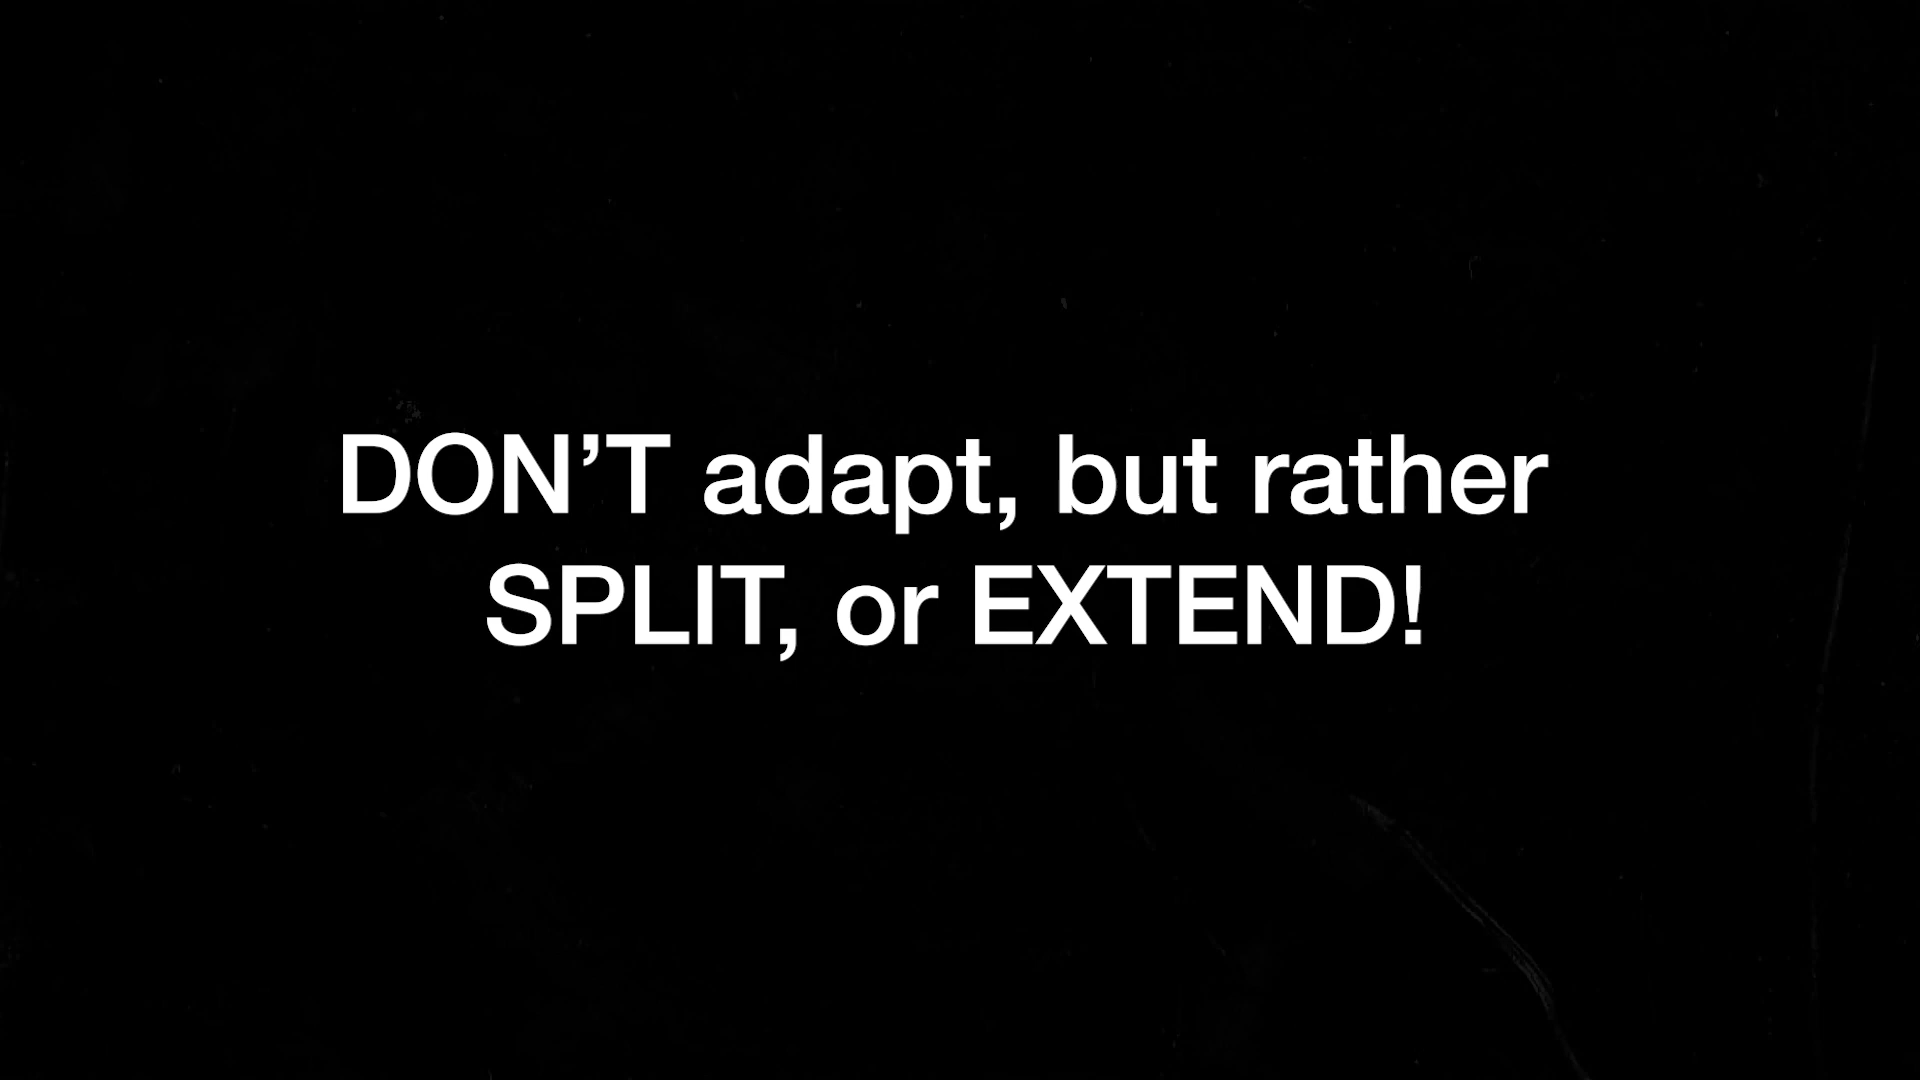 DON’T adapt, but rather
SPLIT, or EXTEND!